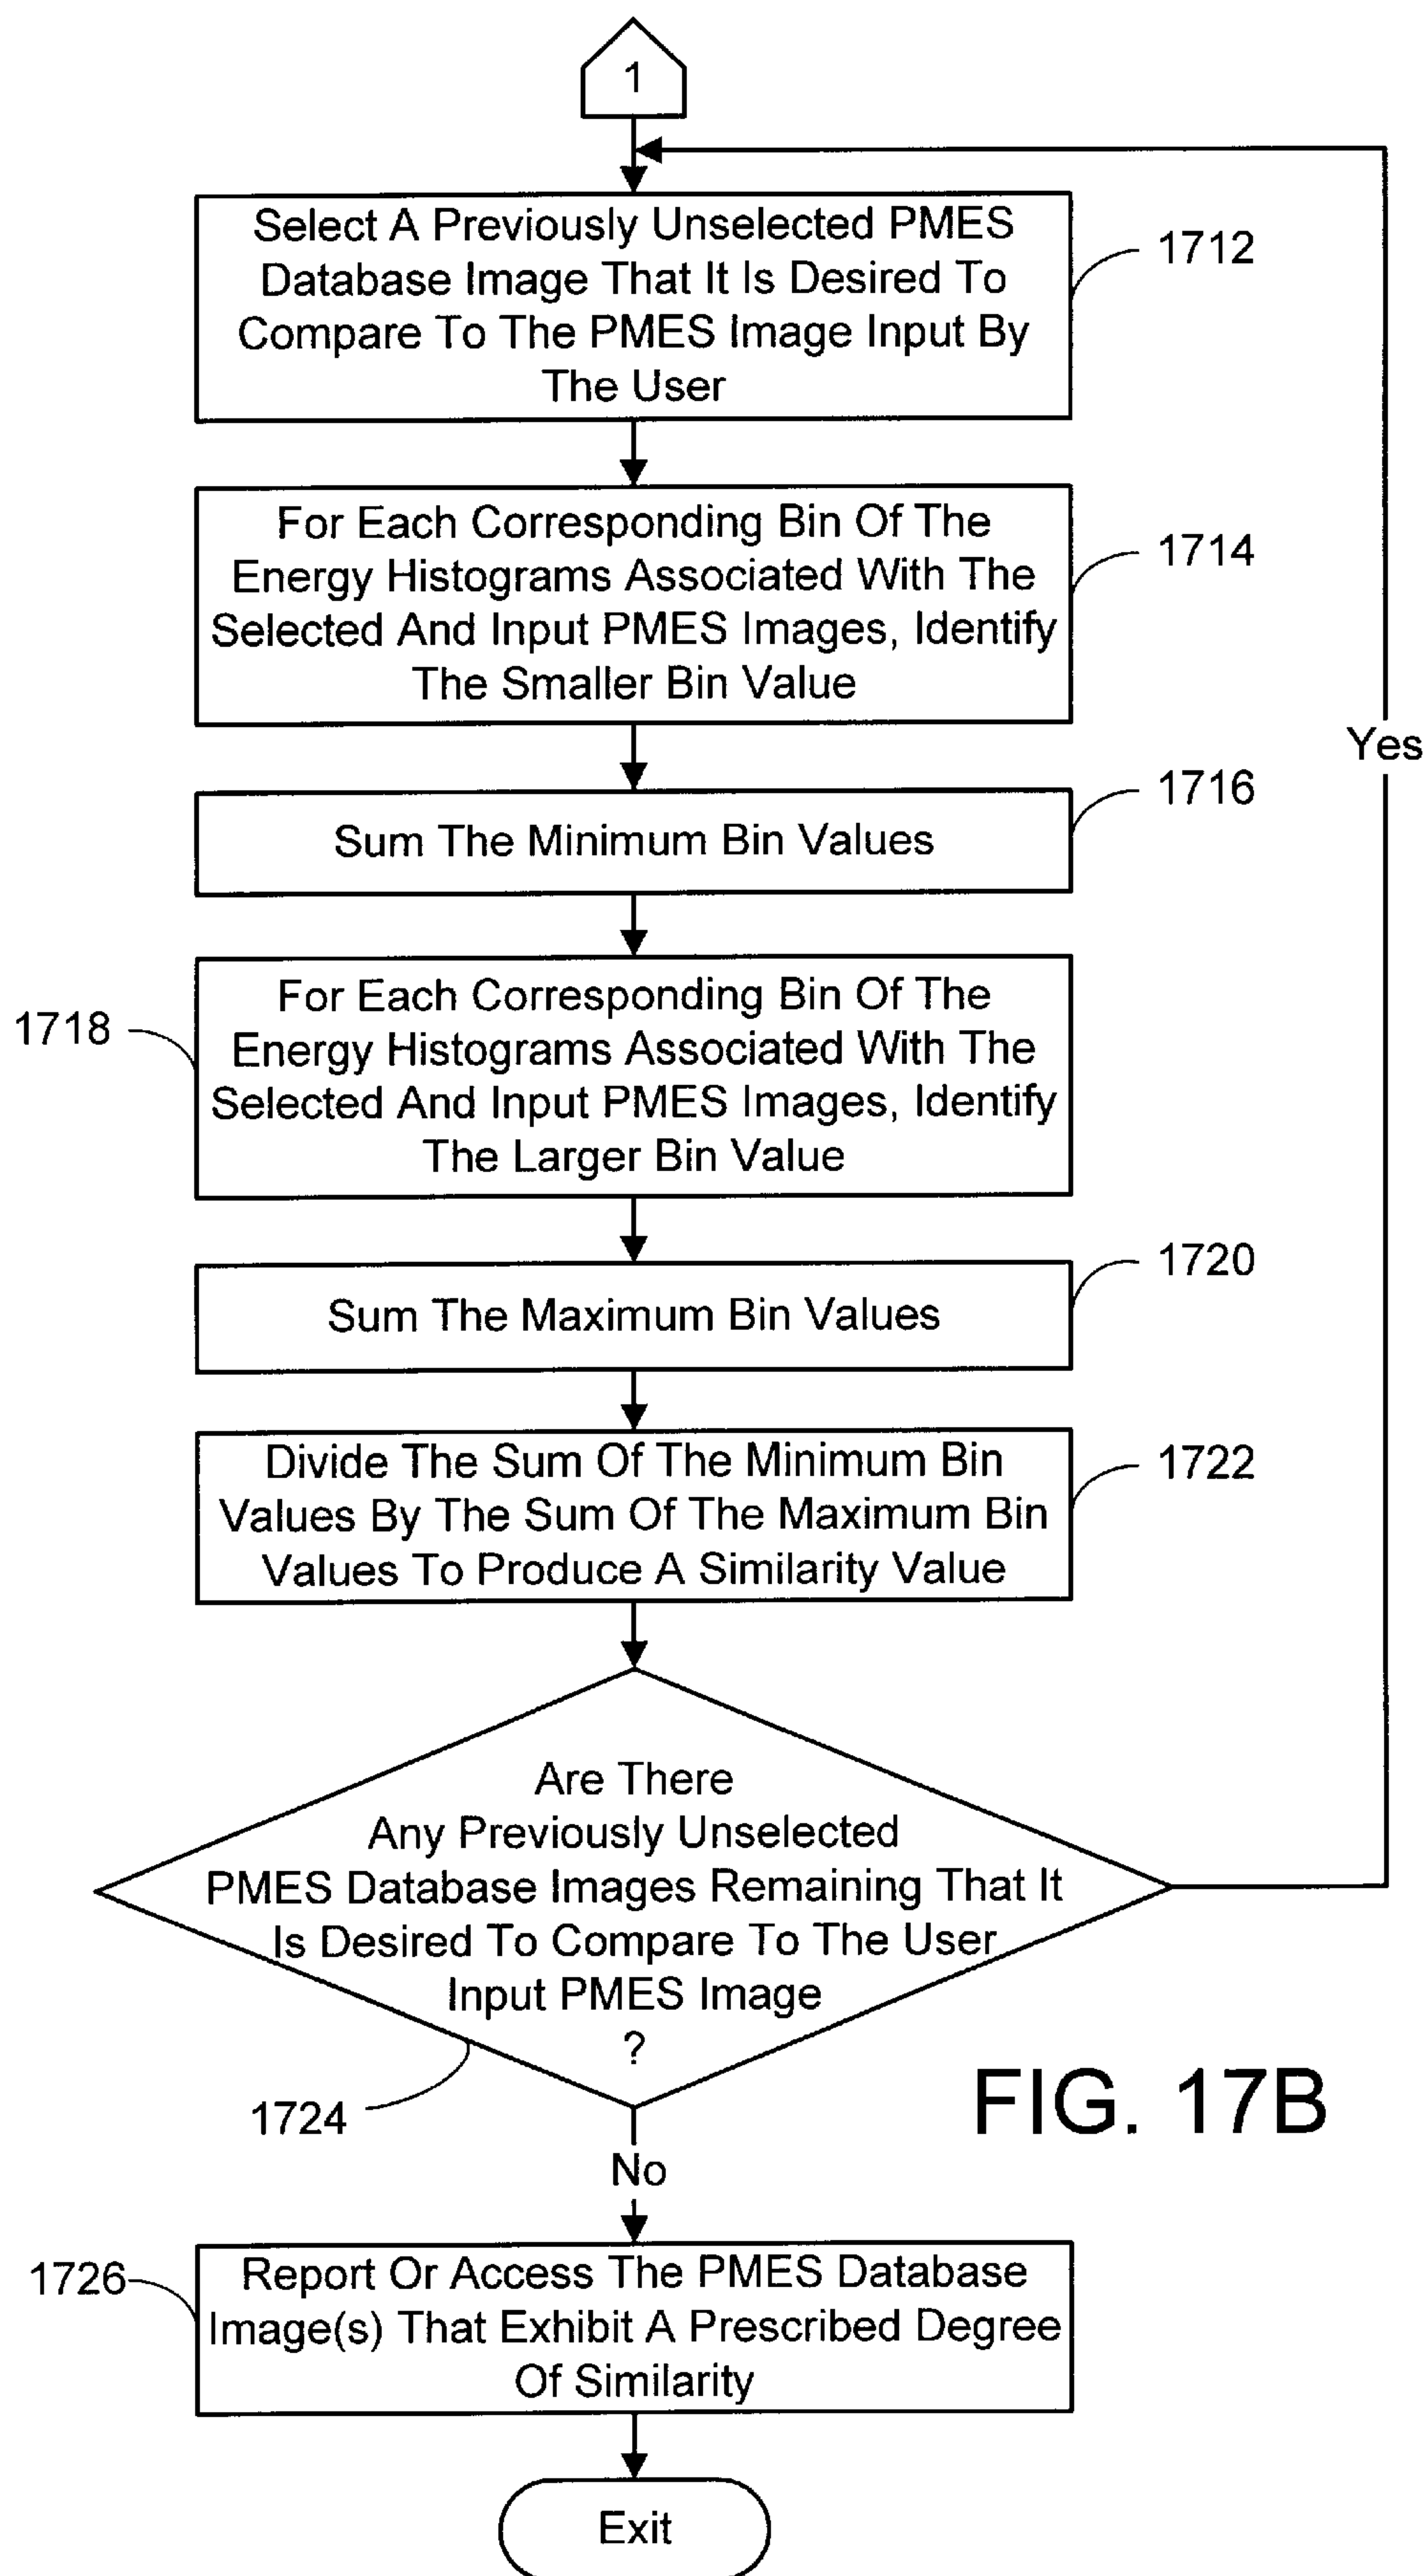 1
Select A Previously Unselected PMES
Database Image That It Is Desired To
Compare To The PMES Image Input By
The User
1712
For Each Corresponding Bin Of The
Energy Histograms Associated With The
Selected And Input PMES Images, Identify
The Smaller Bin Value
1714
Yes
Sum The Minimum Bin Values
1716
For Each Corresponding Bin Of The
Energy Histograms Associated With The
Selected And Input PMES Images, Identify
The Larger Bin Value
1718
Sum The Maximum Bin Values
1720
Divide The Sum Of The Minimum Bin
Values By The Sum Of The Maximum Bin
Values To Produce A Similarity Value
1722
Are There
Any Previously Unselected
PMES Database Images Remaining That It
Is Desired To Compare To The User
Input PMES Image
?
1724
FIG. 17B
No
Report Or Access The PMES Database
Image(s) That Exhibit A Prescribed Degree
Of Similarity
1726
Exit